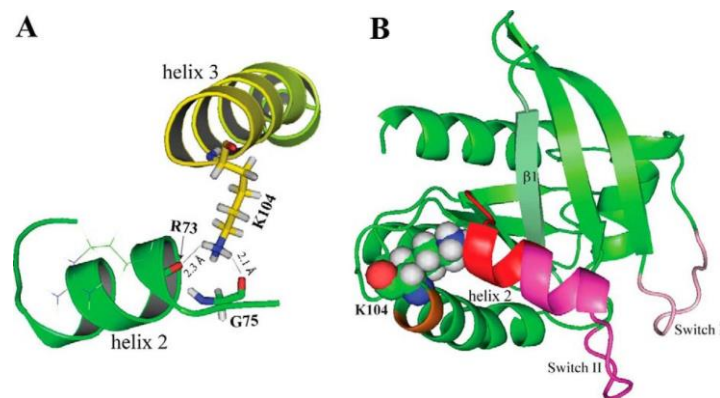 A
helix 3
K104
R73
2.3 Å
2.1 Å
G75
helix 2
B
β1
K104
helix 2
Switch
Switch II